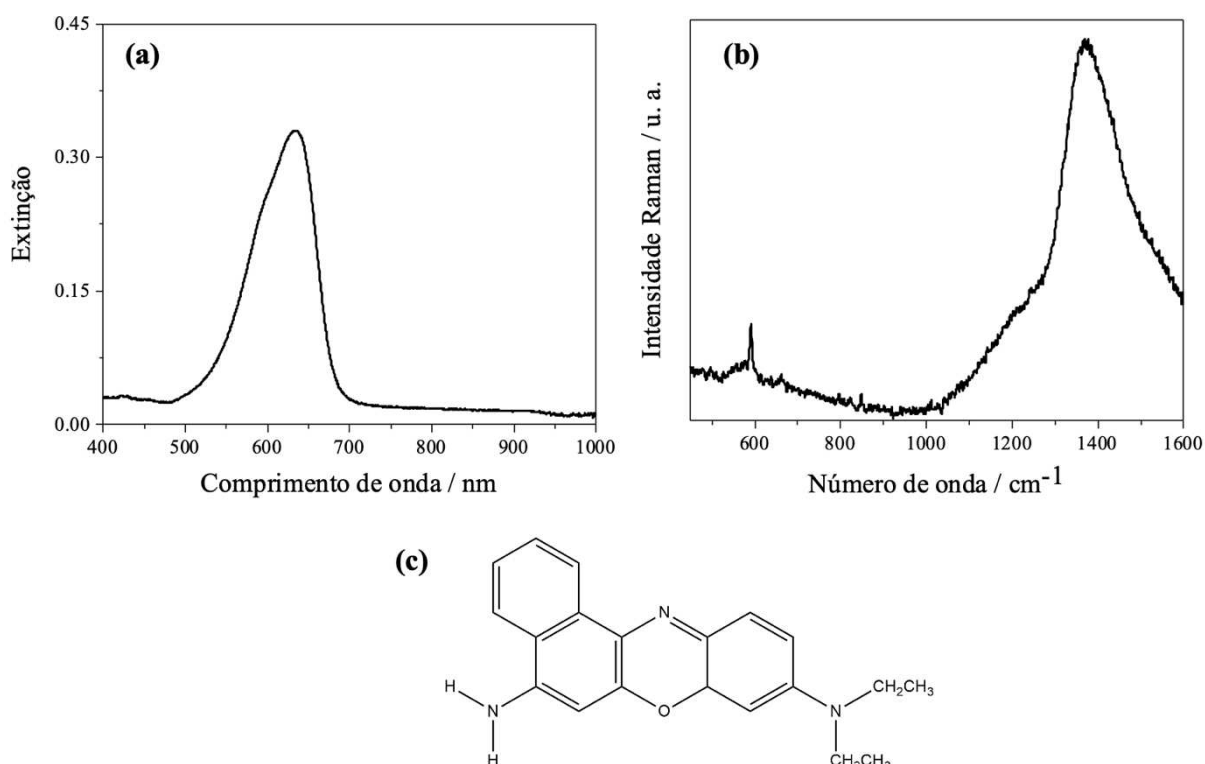 (a)
0.45
0.30
0.15
0.00
Extinção
400 500 600 700 800 900 1000
Comprimento de onda / nm
(b)
Intensidade Raman / u. a.
600 800 1000 1200 1400 1600
Número de onda / cm-1
(c)
N
H
N
H
O
N
CH2CH3
CH2CH3